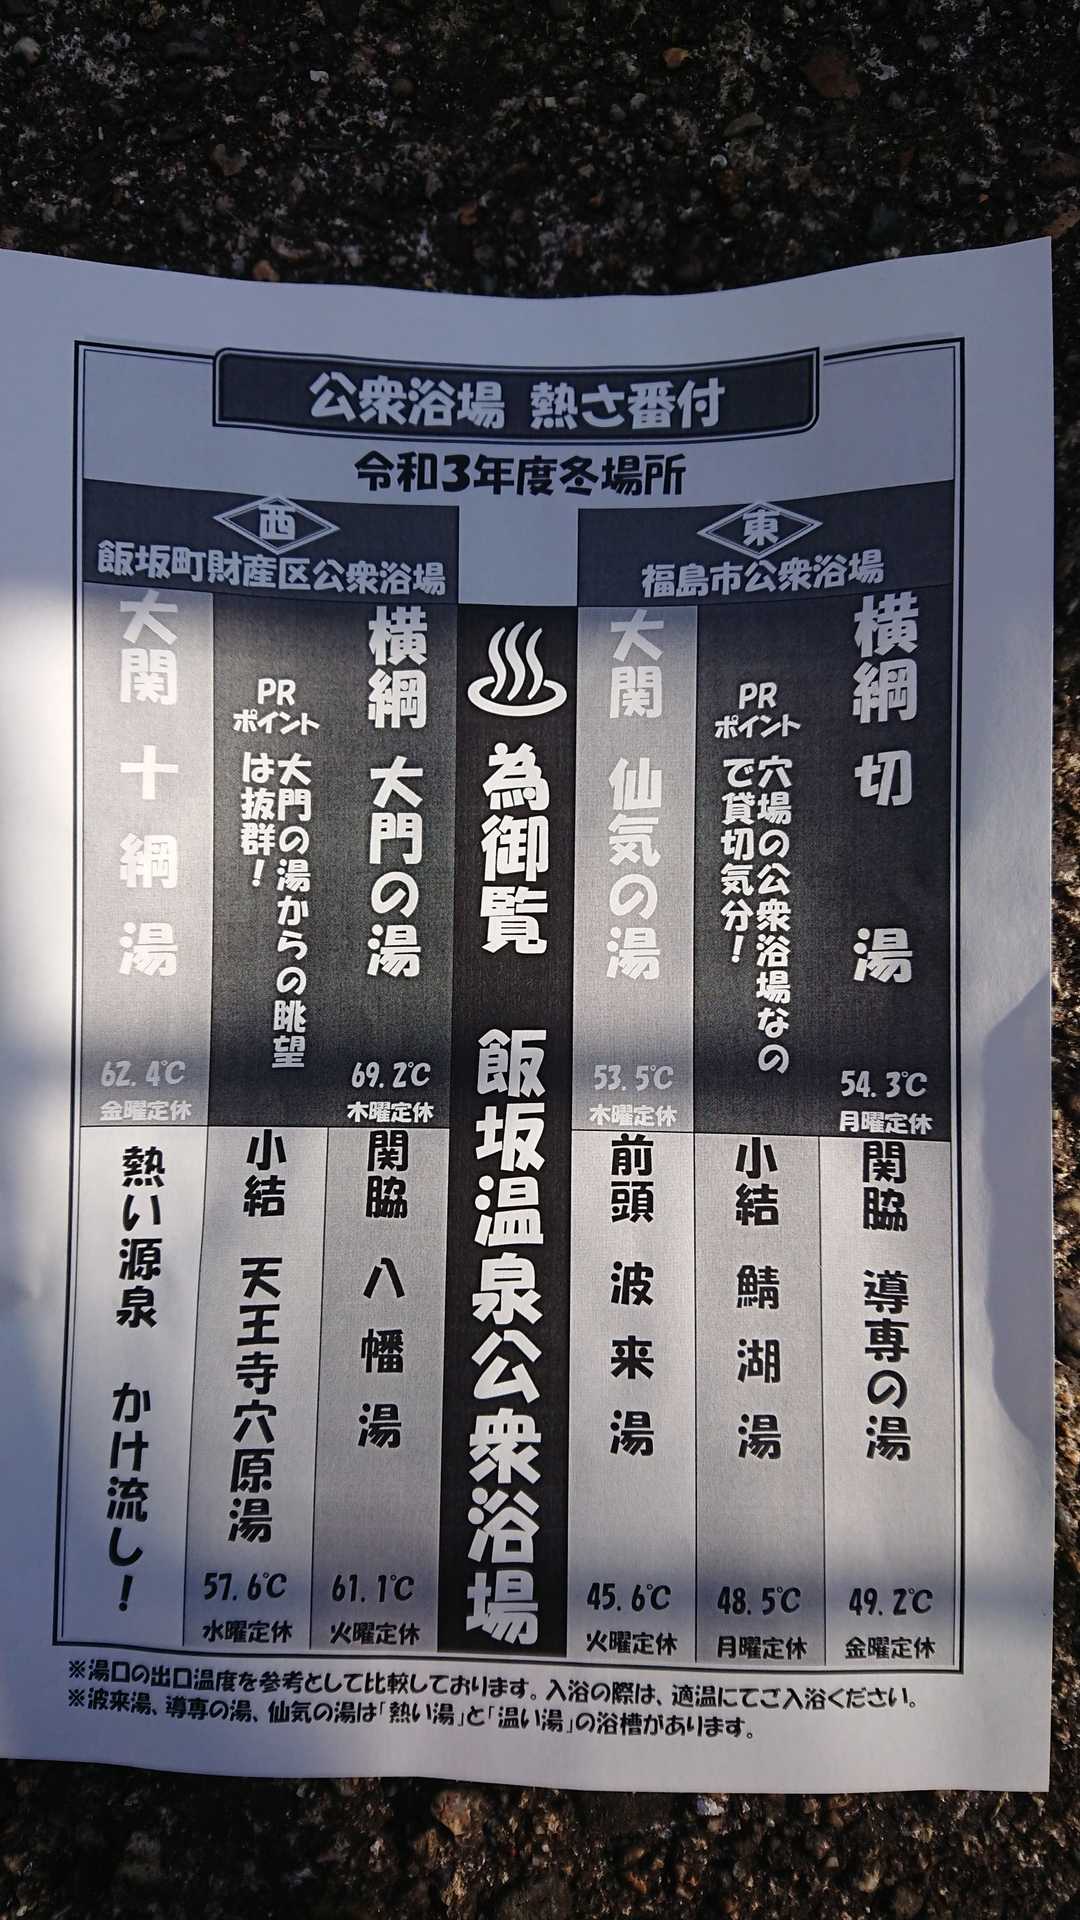 公衆浴場 熱さ番付
令和3年度冬場所
東
福島市公衆浴場
横綱 切湯
54.3℃
月曜定休
PR
ポイント
穴場の公衆浴場なの
で貸切気分！
大関 仙気の湯
53.5℃
木曜定休
関脇 導専の湯
49.2℃
金曜定休
小結 鯖湖湯
48.5℃
月曜定休
前頭 波来湯
45.6℃
火曜定休
為御覧 飯坂温泉公衆浴場
西
飯坂町財産区公衆浴場
横綱 大門の湯
69.2℃
木曜定休
PR
ポイント
大門の湯からの眺望
は抜群！
大関 十綱湯
62.4℃
金曜定休
関脇 八幡湯
61.1℃
火曜定休
小結 天王寺穴原湯
57.6℃
水曜定休
熱い源泉 かけ流し！
※湯口の出口温度を参考として比較しております。入浴の際は、適温にてご入浴ください。
※波来湯、導専の湯、仙気の湯は「熱い湯」と「温い湯」の浴槽があります。